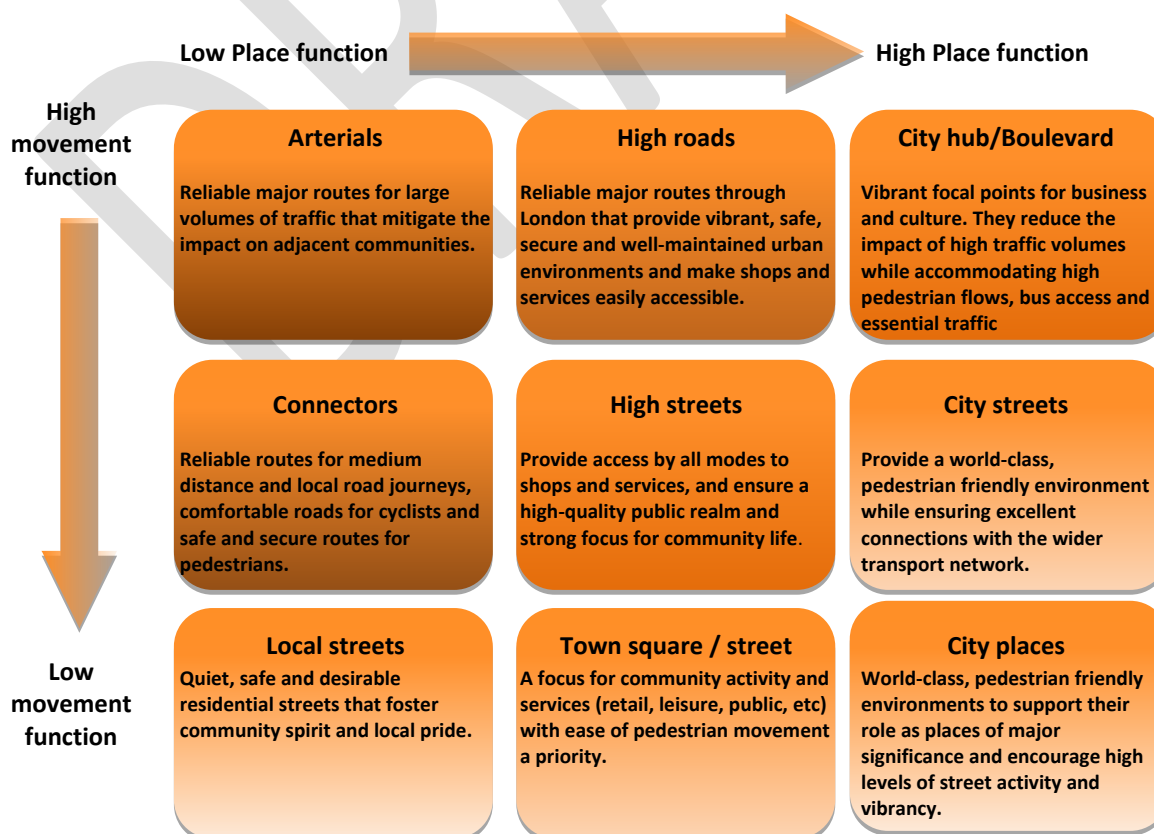 Low Place function
High Place function
High
movement
function
Arterials
Reliable major routes for large
volumes of traffic that mitigate the
impact on adjacent communities.
High roads
Reliable major routes through
London that provide vibrant, safe,
secure and well-maintained urban
environments and make shops and
services easily accessible.
City hub/Boulevard
Vibrant focal points for business
and culture. They reduce the
impact of high traffic volumes
while accommodating high
pedestrian flows, bus access and
essential traffic
Connectors
Reliable routes for medium
distance and local road journeys,
comfortable roads for cyclists and
safe and secure routes for
pedestrians.
High streets
Provide access by all modes to
shops and services, and ensure a
high-quality public realm and
strong focus for community life.
City streets
Provide a world-class,
pedestrian friendly environment
while ensuring excellent
connections with the wider
transport network.
Low
movement
function
Local streets
Quiet, safe and desirable
residential streets that foster
community spirit and local pride.
Town square / street
A focus for community activity and
services (retail, leisure, public, etc)
with ease of pedestrian movement
a priority.
City places
World-class, pedestrian friendly
environments to support their
role as places of major
significance and encourage high
levels of street activity and
vibrancy.